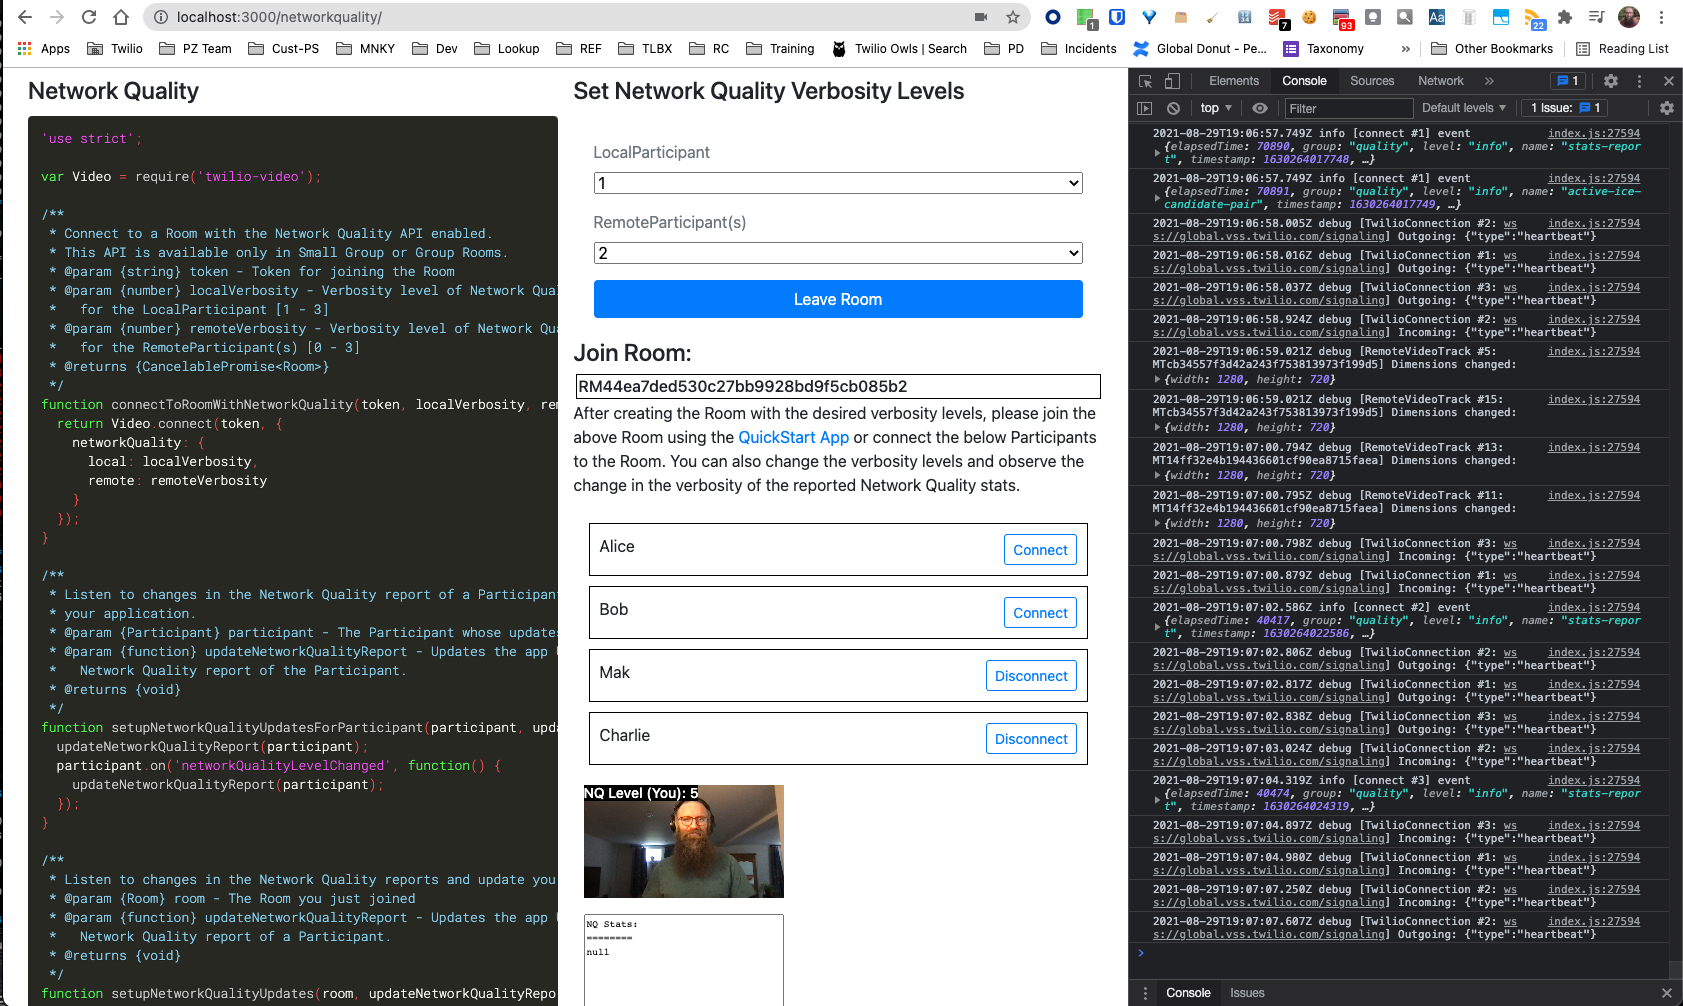 localhost:3000/networkquality/
1
7
93
22
Apps
Twilio
PZ Team
Cust-PS
MNKY
Dev
Lookup
REF
TLBX
RC
Training
Twilio Owls | Search
PD
Incidents
Global Donut - Pe...
Taxonomy
»
Other Bookmarks
Reading List
Network Quality
'use strict';
var Video = require('twilio-video');
/**
* Connect to a Room with the Network Quality API enabled.
* This API is available only in Small Group or Group Rooms.
* @param {string} token - Token for joining the Room
* @param {number} localVerbosity - Verbosity level of Network Qua
*   for the LocalParticipant [1 - 3]
* @param {number} remoteVerbosity - Verbosity level of Network Qu
*   for the RemoteParticipant(s) [0 - 3]
* @returns {CancelablePromise<Room>}
*/
function connectToRoomWithNetworkQuality(token, localVerbosity, rem
return Video.connect(token, {
networkQuality: {
local: localVerbosity,
remote: remoteVerbosity
}
});
}
/**
* Listen to changes in the Network Quality report of a Participan
* your application.
* @param {Participant} participant - The Participant whose update
* @param {function} updateNetworkQualityReport - Updates the app
*   Network Quality report of the Participant.
* @returns {void}
*/
function setupNetworkQualityUpdatesForParticipant(participant, upda
updateNetworkQualityReport(participant);
participant.on('networkQualityLevelChanged', function() {
updateNetworkQualityReport(participant);
});
}
/**
* Listen to changes in the Network Quality reports and update you
* @param {Room} room - The Room you just joined
* @param {function} updateNetworkQualityReport - Updates the app
*   Network Quality report of a Participant.
* @returns {void}
*/
function setupNetworkQualityUpdates(room, updateNetworkQualityRepo
Set Network Quality Verbosity Levels
LocalParticipant
1
RemoteParticipant(s)
2
Leave Room
Join Room:
RM44ea7ded530c27bb9928bd9f5cb085b2
After creating the Room with the desired verbosity levels, please join the
above Room using the QuickStart App or connect the below Participants
to the Room. You can also change the verbosity levels and observe the
change in the verbosity of the reported Network Quality stats.
Alice Connect
Bob Connect
Mak Disconnect
Charlie Disconnect
NQ Level (You): 5
NQ Stats:
========
null
Elements Console Sources Network » 1
top Filter Default levels 1 Issue: 1
2021-08-29T19:06:57.749Z info [connect #1] event index.js:27594
{elapsedTime: 70890, group: "quality", level: "info", name: "stats-repor
t", timestamp: 1630264017748, …}
2021-08-29T19:06:57.749Z info [connect #1] event index.js:27594
{elapsedTime: 70891, group: "quality", level: "info", name: "active-ice-
candidate-pair", timestamp: 1630264017749, …}
2021-08-29T19:06:58.005Z debug [TwilioConnection #2: ws index.js:27594
s://global.vss.twilio.com/signaling] Outgoing: {"type":"heartbeat"}
2021-08-29T19:06:58.016Z debug [TwilioConnection #1: ws index.js:27594
s://global.vss.twilio.com/signaling] Outgoing: {"type":"heartbeat"}
2021-08-29T19:06:58.037Z debug [TwilioConnection #3: ws index.js:27594
s://global.vss.twilio.com/signaling] Outgoing: {"type":"heartbeat"}
2021-08-29T19:06:58.924Z debug [TwilioConnection #2: ws index.js:27594
s://global.vss.twilio.com/signaling] Incoming: {"type":"heartbeat"}
2021-08-29T19:06:59.021Z debug [RemoteVideoTrack #5: index.js:27594
MTcb34557f3d42a243f753813973f199d5] Dimensions changed:
{width: 1280, height: 720}
2021-08-29T19:06:59.021Z debug [RemoteVideoTrack #15: index.js:27594
MTcb34557f3d42a243f753813973f199d5] Dimensions changed:
{width: 1280, height: 720}
2021-08-29T19:07:00.794Z debug [RemoteVideoTrack #13: index.js:27594
MT14ff32e4b194436601cf90ea8715faea] Dimensions changed:
{width: 1280, height: 720}
2021-08-29T19:07:00.795Z debug [RemoteVideoTrack #11: index.js:27594
MT14ff32e4b194436601cf90ea8715faea] Dimensions changed:
{width: 1280, height: 720}
2021-08-29T19:07:00.798Z debug [TwilioConnection #3: ws index.js:27594
s://global.vss.twilio.com/signaling] Incoming: {"type":"heartbeat"}
2021-08-29T19:07:00.879Z debug [TwilioConnection #1: ws index.js:27594
s://global.vss.twilio.com/signaling] Incoming: {"type":"heartbeat"}
2021-08-29T19:07:02.586Z info [connect #2] event index.js:27594
{elapsedTime: 40417, group: "quality", level: "info", name: "stats-repor
t", timestamp: 1630264022586, …}
2021-08-29T19:07:02.806Z debug [TwilioConnection #2: ws index.js:27594
s://global.vss.twilio.com/signaling] Outgoing: {"type":"heartbeat"}
2021-08-29T19:07:02.817Z debug [TwilioConnection #1: ws index.js:27594
s://global.vss.twilio.com/signaling] Outgoing: {"type":"heartbeat"}
2021-08-29T19:07:02.838Z debug [TwilioConnection #3: ws index.js:27594
s://global.vss.twilio.com/signaling] Outgoing: {"type":"heartbeat"}
2021-08-29T19:07:03.024Z debug [TwilioConnection #2: ws index.js:27594
s://global.vss.twilio.com/signaling] Incoming: {"type":"heartbeat"}
2021-08-29T19:07:04.319Z info [connect #3] event index.js:27594
{elapsedTime: 40474, group: "quality", level: "info", name: "stats-repor
t", timestamp: 1630264024319, …}
2021-08-29T19:07:04.897Z debug [TwilioConnection #3: ws index.js:27594
s://global.vss.twilio.com/signaling] Incoming: {"type":"heartbeat"}
2021-08-29T19:07:04.980Z debug [TwilioConnection #1: ws index.js:27594
s://global.vss.twilio.com/signaling] Incoming: {"type":"heartbeat"}
2021-08-29T19:07:07.250Z debug [TwilioConnection #2: ws index.js:27594
s://global.vss.twilio.com/signaling] Incoming: {"type":"heartbeat"}
2021-08-29T19:07:07.607Z debug [TwilioConnection #2: ws index.js:27594
s://global.vss.twilio.com/signaling] Outgoing: {"type":"heartbeat"}
Console Issues